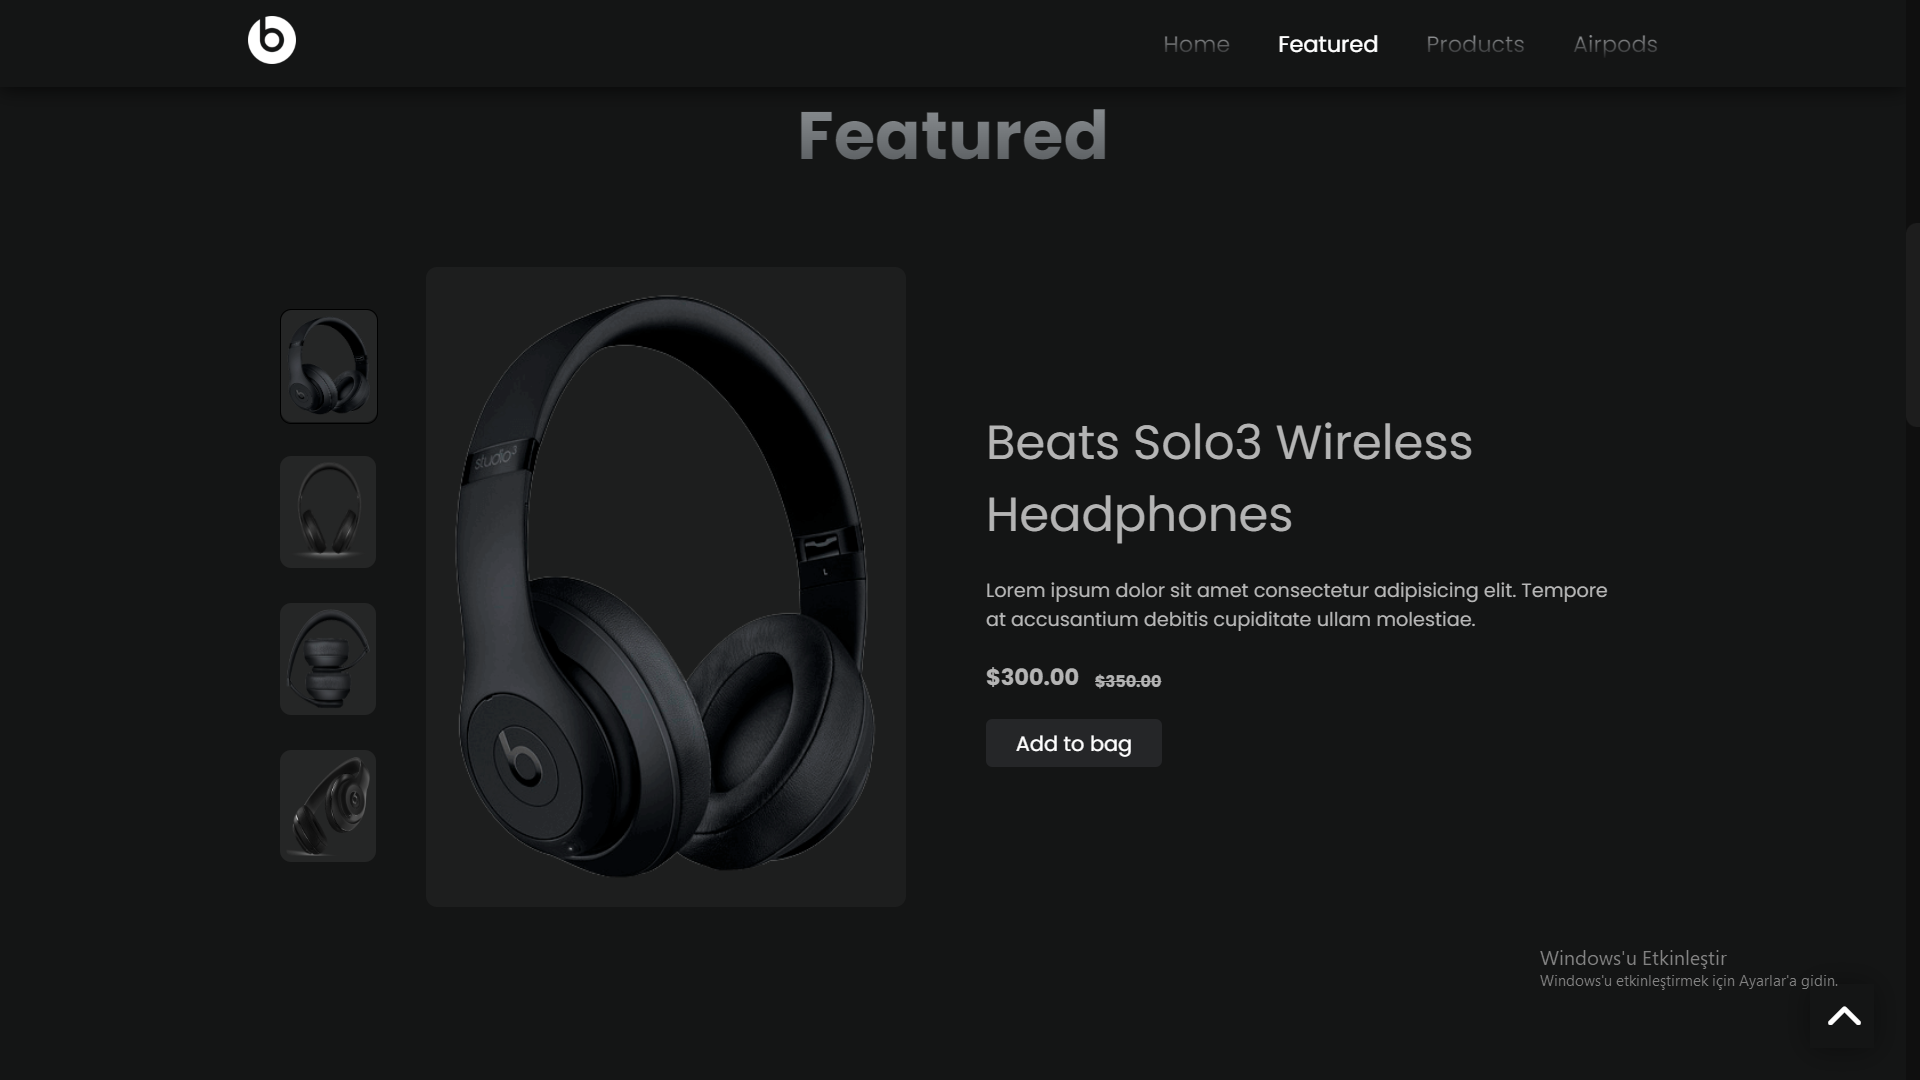 Home Featured Products Airpods
Featured
studio3
Beats Solo3 Wireless
Headphones
Lorem ipsum dolor sit amet consectetur adipisicing elit. Tempore
at accusantium debitis cupiditate ullam molestiae.
$300.00 $350.00
Add to bag
Windows'u Etkinleştir
Windows'u etkinleştirmek için Ayarlar'a gidin.